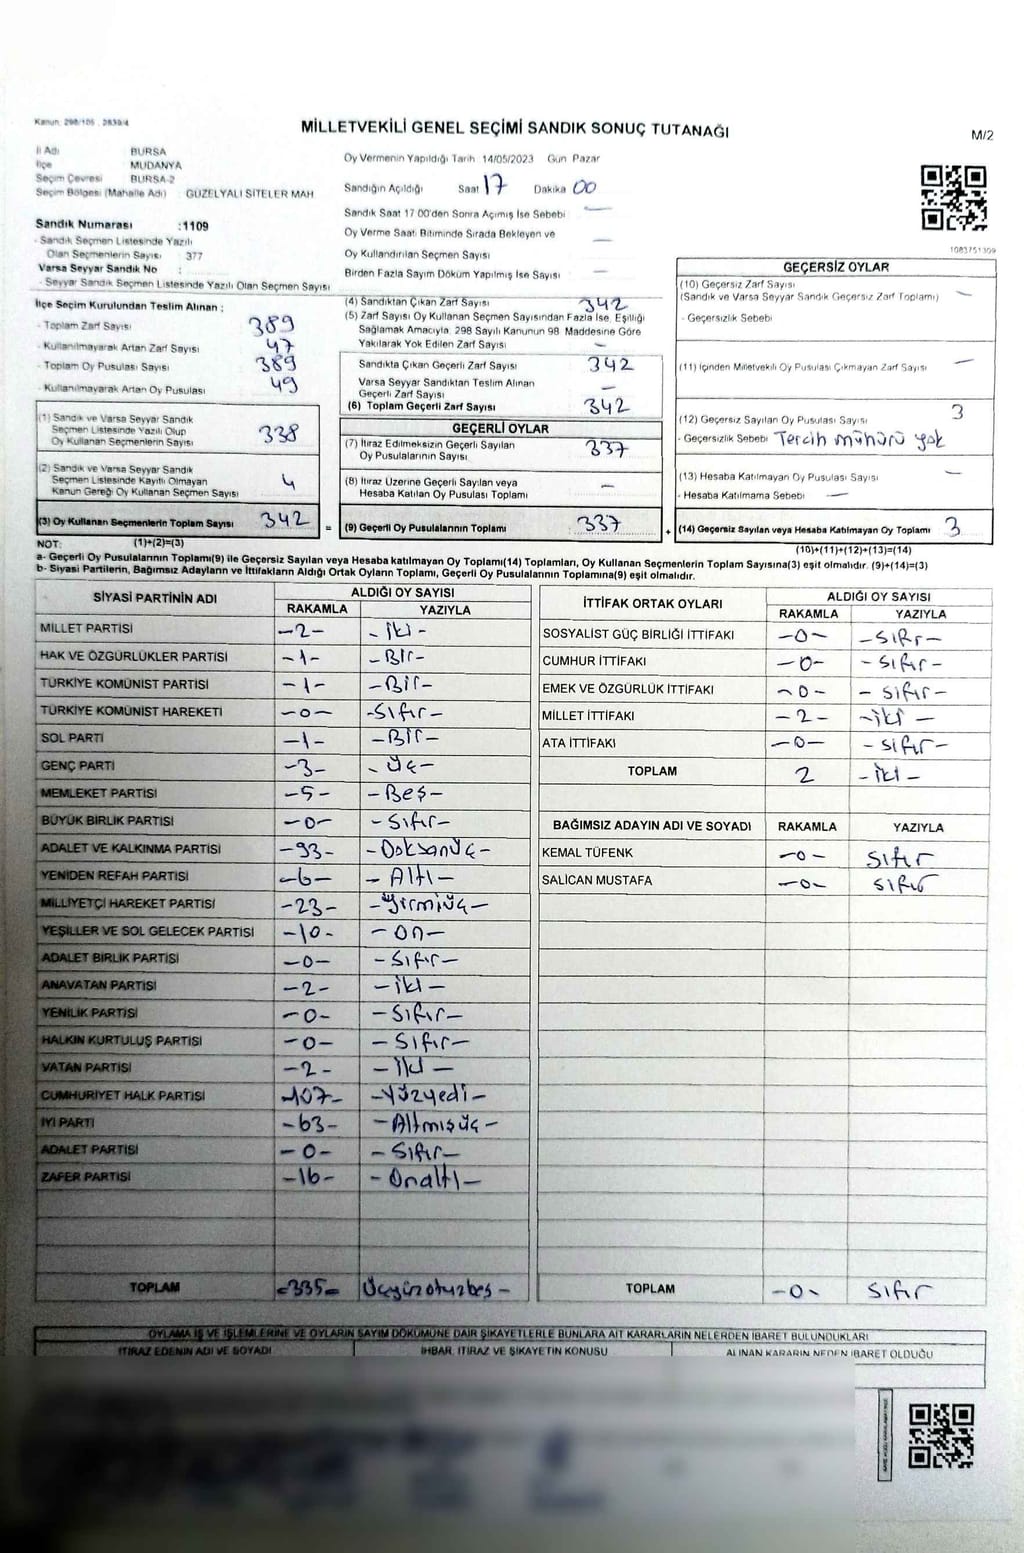 Kanun: 298/105 , 2839/4
MİLLETVEKİLİ GENEL SEÇİMİ SANDIK SONUÇ TUTANAĞI
M/2
İl Adı BURSA
İlçe MUDANYA
Seçim Çevresi BURSA-2
Seçim Bölgesi (Mahalle Adı) GÜZELYALI SİTELER MAH
Oy Vermenin Yapıldığı Tarih 14/05/2023 Gün Pazar
Sandığın Açıldığı Saat 17 Dakika 00
Sandık Saat 17 00'den Sonra Açımış İse Sebebi —
Oy Verme Saati Bitiminde Sırada Bekleyen ve
Oy Kullandırılan Seçmen Sayısı —
Birden Fazla Sayım Döküm Yapılmış İse Sayısı —
Sandık Numarası :1109
- Sandık Seçmen Listesinde Yazılı
Olan Seçmenlerin Sayısı 377
Varsa Seyyar Sandık No :
- Seyyar Sandık Seçmen Listesinde Yazılı Olan Seçmen Sayısı
1083751309
İlçe Seçim Kurulundan Teslim Alınan :
- Toplam Zarf Sayısı 389
- Kullanılmayarak Artan Zarf Sayısı 47
- Toplam Oy Pusulası Sayısı 389
- Kullanılmayarak Artan Oy Pusulası 49
(1) Sandık ve Varsa Seyyar Sandık
Seçmen Listesinde Yazılı Olup
Oy Kullanan Seçmenlerin Sayısı 338
(2) Sandık ve Varsa Seyyar Sandık
Seçmen Listesinde Kayıtlı Olmayan
Kanun Gereği Oy Kullanan Seçmen Sayısı 4
(3) Oy Kullanan Seçmenlerin Toplam Sayısı 342 =
(4) Sandıktan Çıkan Zarf Sayısı 342
(5) Zarf Sayısı Oy Kullanan Seçmen Sayısından Fazla İse, Eşitliği
Sağlamak Amacıyla, 298 Sayılı Kanunun 98 Maddesine Göre
Yakılarak Yok Edilen Zarf Sayısı —
Sandıkta Çıkan Geçerli Zarf Sayısı 342
Varsa Seyyar Sandıktan Teslim Alınan
Geçerli Zarf Sayısı —
(6) Toplam Geçerli Zarf Sayısı 342
GEÇERLİ OYLAR
(7) İtiraz Edilmeksizin Geçerli Sayılan
Oy Pusulalarının Sayısı 337
(8) İtiraz Üzerine Geçerli Sayılan veya
Hesaba Katılan Oy Pusulası Toplamı —
(9) Geçerli Oy Pusulalarının Toplamı 337 +
GEÇERSİZ OYLAR
(10) Geçersiz Zarf Sayısı
(Sandık ve Varsa Seyyar Sandık Geçersiz Zarf Toplamı) —
- Geçersizlik Sebebi
(11) İçinden Milletvekili Oy Pusulası Çıkmayan Zarf Sayısı —
(12) Geçersiz Sayılan Oy Pusulası Sayısı 3
- Geçersizlik Sebebi Tercih mühürü yok
(13) Hesaba Katılmayan Oy Pusulası Sayısı —
- Hesaba Katılmama Sebebi —
(14) Geçersiz Sayılan veya Hesaba Katılmayan Oy Toplamı 3
NOT: (1)+(2)=(3)
(10)+(11)+(12)+(13)=(14)
a- Geçerli Oy Pusulalarının Toplamı(9) ile Geçersiz Sayılan veya Hesaba katılmayan Oy Toplamı(14) Toplamları, Oy Kullanan Seçmenlerin Toplam Sayısına(3) eşit olmalıdır. (9)+(14)=(3)
b- Siyasi Partilerin, Bağımsız Adayların ve İttifakların Aldığı Ortak Oyların Toplamı, Geçerli Oy Pusulalarının Toplamına(9) eşit olmalıdır.
SİYASİ PARTİNİN ADI ALDIĞI OY SAYISI
RAKAMLA YAZIYLA
MİLLET PARTİSİ -2- -İki-
HAK VE ÖZGÜRLÜKLER PARTİSİ -1- -Bir-
TÜRKİYE KOMÜNİST PARTİSİ -1- -Bir-
TÜRKİYE KOMÜNİST HAREKETİ -0- -Sıfır-
SOL PARTİ -1- -Bir-
GENÇ PARTİ -3- -Üç-
MEMLEKET PARTİSİ -5- -Beş-
BÜYÜK BİRLİK PARTİSİ -0- -Sıfır-
ADALET VE KALKINMA PARTİSİ -93- -Doksanüç-
YENİDEN REFAH PARTİSİ -6- -Altı-
MİLLİYETÇİ HAREKET PARTİSİ -23- -Yirmiüç-
YEŞİLLER VE SOL GELECEK PARTİSİ -10- -On-
ADALET BİRLİK PARTİSİ -0- -Sıfır-
ANAVATAN PARTİSİ -2- -İki-
YENİLİK PARTİSİ -0- -Sıfır-
HALKIN KURTULUŞ PARTİSİ -0- -Sıfır-
VATAN PARTİSİ -2- -İki-
CUMHURİYET HALK PARTİSİ -107- -Yüzyedi-
İYİ PARTİ -63- -Altmışüç-
ADALET PARTİSİ -0- -Sıfır-
ZAFER PARTİSİ -16- -Onaltı-
TOPLAM -335- Üçyüzotuzbeş-
İTTİFAK ORTAK OYLARI ALDIĞI OY SAYISI
RAKAMLA YAZIYLA
SOSYALİST GÜÇ BİRLİĞİ İTTİFAKI -0- -Sıfır-
CUMHUR İTTİFAKI -0- -Sıfır-
EMEK VE ÖZGÜRLÜK İTTİFAKI -0- -Sıfır-
MİLLET İTTİFAKI -2- -iki-
ATA İTTİFAKI -0- -Sıfır-
TOPLAM 2 -iki-
BAĞIMSIZ ADAYIN ADI VE SOYADI RAKAMLA YAZIYLA
KEMAL TÜFENK -0- Sıfır
SALİCAN MUSTAFA -0- Sıfır
TOPLAM -0- Sıfır
OYLAMA İŞ VE İŞLEMLERİNE VE OYLARIN SAYIM DÖKÜMÜNE DAİR ŞİKAYETLERLE BUNLARA AİT KARARLARIN NELERDEN İBARET BULUNDUKLARI
İTİRAZ EDENİN ADI VE SOYADI İHBAR, İTİRAZ VE ŞİKAYETİN KONUSU ALINAN KARARIN NEDEN İBARET OLDUĞU